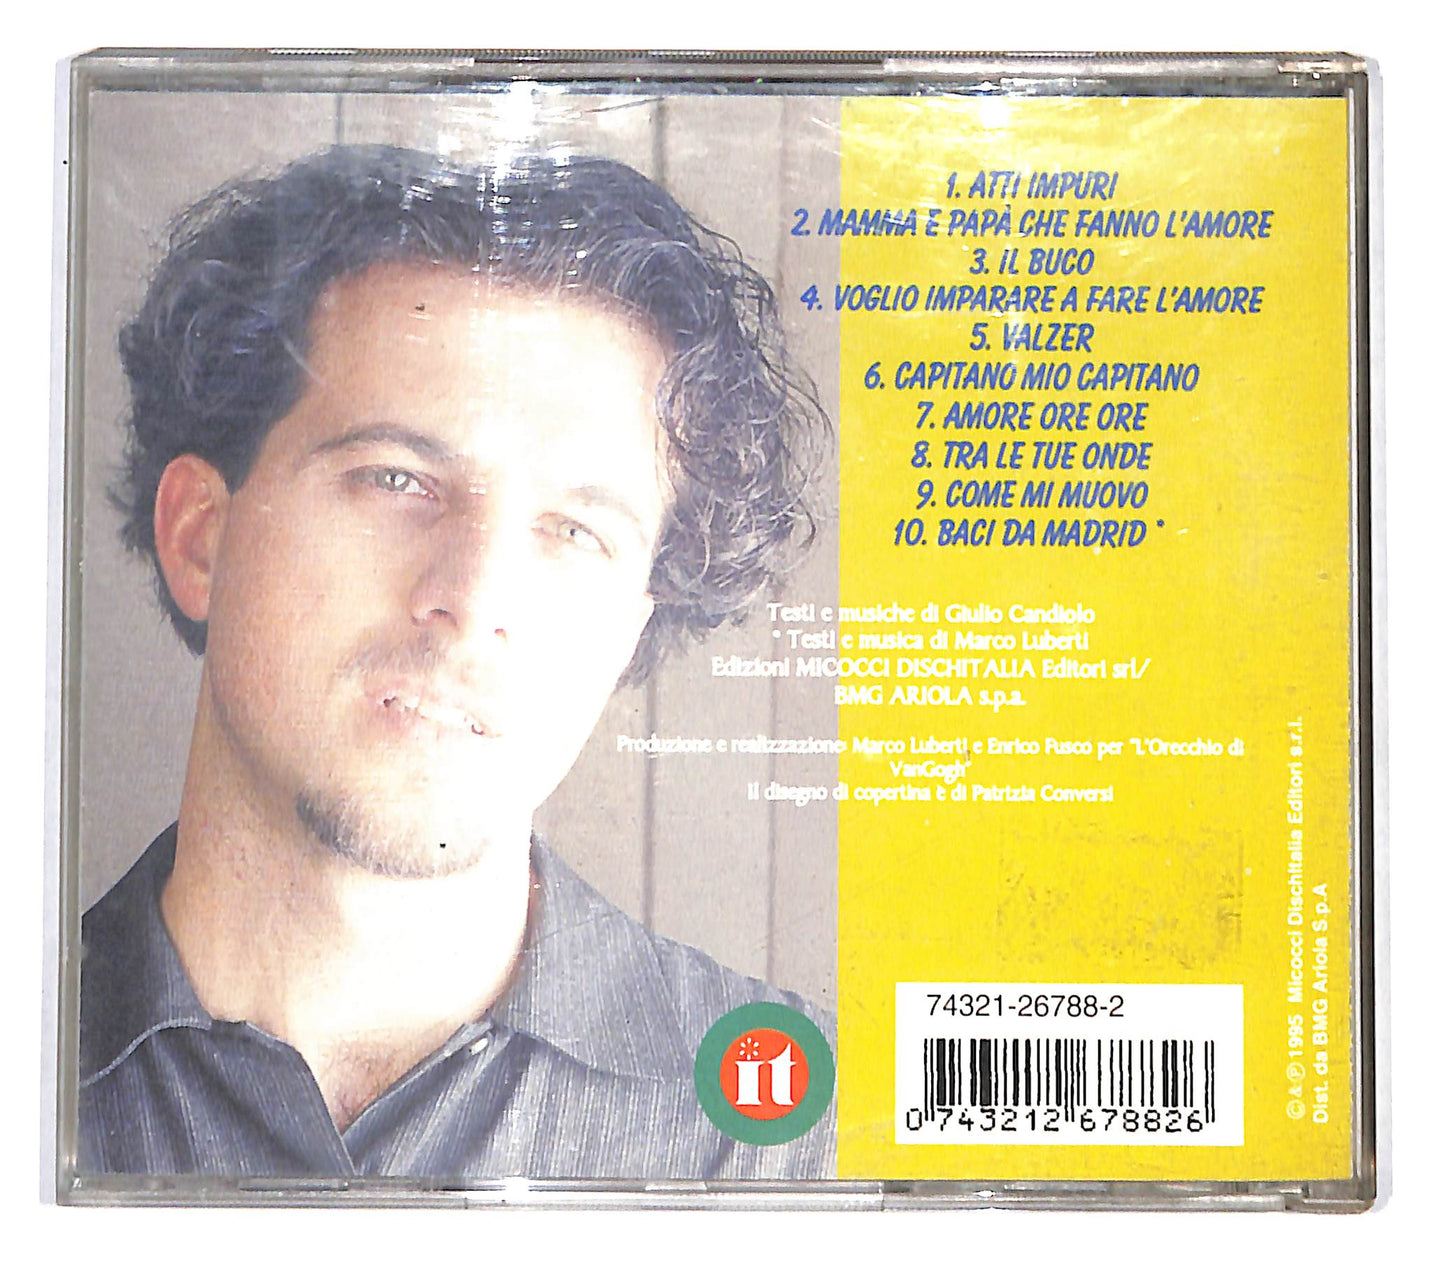 1. ATTI IMPURI
2. MAMMA E PAPÀ CHE FANNO L'AMORE
3. IL BUCO
4. VOGLIO IMPARARE A FARE L'AMORE
5. VALZER
6. CAPITANO MIO CAPITANO
7. AMORE ORE ORE
8. TRA LE TUE ONDE
9. COME MI MUOVO
10. BACI DA MADRID *
Testi e musiche di Giulio Candiolo
* Testi e musica di Marco Luberti
Edizioni MICOCCI DISCHITALIA Editori srl/
BMG ARIOLA s.p.a.
Produzione e realizzazione: Marco Luberti e Enrico Fusco per "L'Orecchio di
VanGogh"
Il disegno di copertina è di Patrizia Conversi
it
74321-26788-2
0 743212 678826
© & ℗ 1995 Micocci Dischitalia Editori s.r.l.
Dist. da BMG Ariola S.p.A